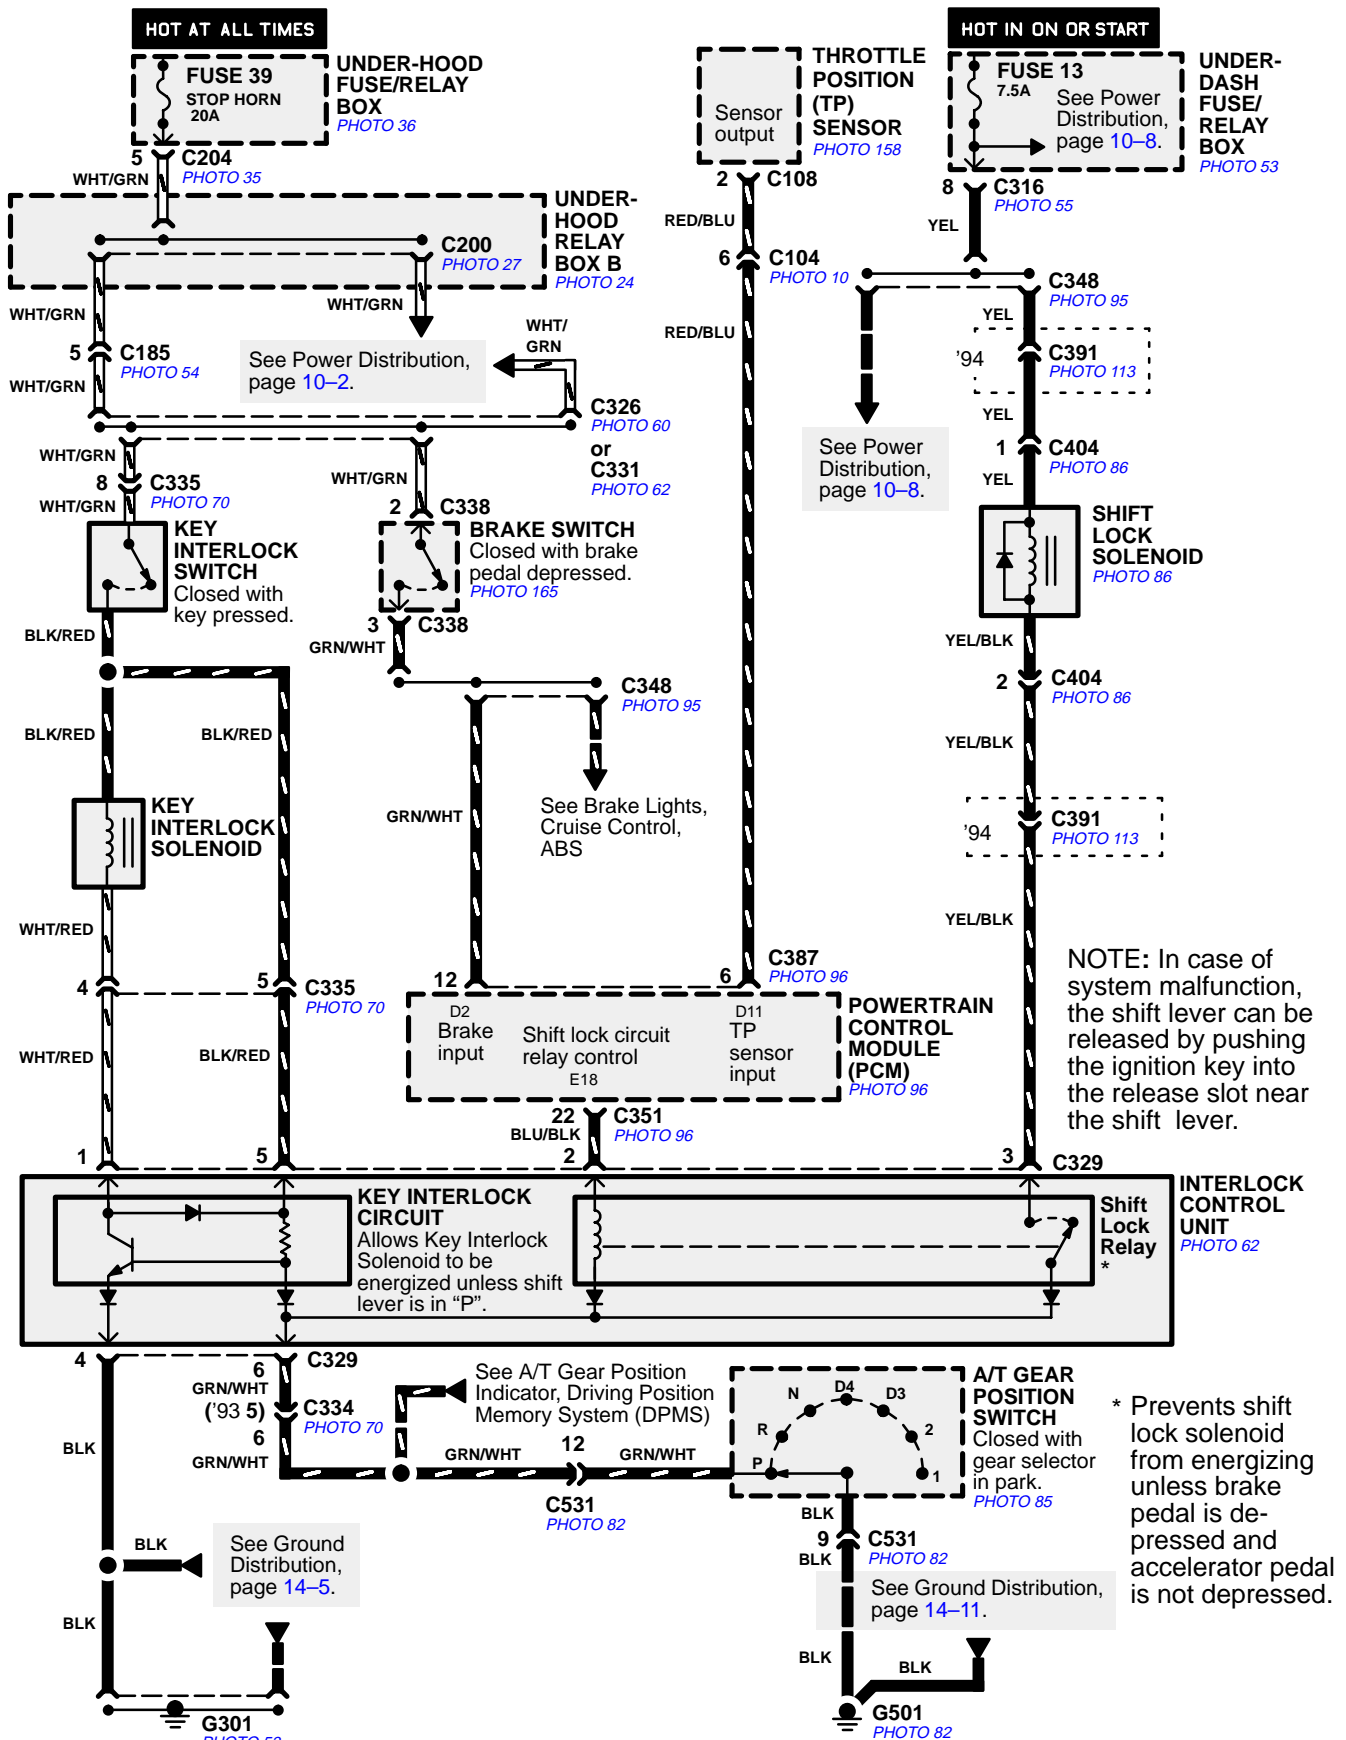 HOT AT ALL TIMES
FUSE 39
STOP HORN
20A
UNDER-HOOD
FUSE/RELAY
BOX
PHOTO 36
5
C204
PHOTO 35
WHT/GRN
UNDER-
HOOD
RELAY
BOX B
PHOTO 24
C200
PHOTO 27
WHT/GRN
WHT/GRN
5
C185
PHOTO 54
WHT/GRN
See Power Distribution,
page 10–2.
WHT/
GRN
C326
PHOTO 60
or
C331
PHOTO 62
WHT/GRN
8
C335
PHOTO 70
WHT/GRN
WHT/GRN
2
C338
KEY
INTERLOCK
SWITCH
Closed with
key pressed.
BRAKE SWITCH
Closed with brake
pedal depressed.
PHOTO 165
3
C338
GRN/WHT
BLK/RED
C348
PHOTO 95
BLK/RED
BLK/RED
KEY
INTERLOCK
SOLENOID
GRN/WHT
See Brake Lights,
Cruise Control,
ABS
WHT/RED
4
5
C335
PHOTO 70
WHT/RED
BLK/RED
Sensor
output
THROTTLE
POSITION
(TP)
SENSOR
PHOTO 158
2
C108
RED/BLU
6
C104
PHOTO 10
RED/BLU
HOT IN ON OR START
FUSE 13
7.5A
See Power
Distribution,
page 10–8.
UNDER-
DASH
FUSE/
RELAY
BOX
PHOTO 53
8
C316
PHOTO 55
YEL
C348
PHOTO 95
YEL
'94
C391
PHOTO 113
YEL
See Power
Distribution,
page 10–8.
1
C404
PHOTO 86
YEL
SHIFT
LOCK
SOLENOID
PHOTO 86
YEL/BLK
2
C404
PHOTO 86
YEL/BLK
'94
C391
PHOTO 113
YEL/BLK
NOTE: In case of
system malfunction,
the shift lever can be
released by pushing
the ignition key into
the release slot near
the shift lever.
12
6
C387
PHOTO 96
D2
Brake
input
Shift lock circuit
relay control
E18
D11
TP
sensor
input
POWERTRAIN
CONTROL
MODULE
(PCM)
PHOTO 96
22
C351
PHOTO 96
BLU/BLK
1
5
2
3
C329
KEY INTERLOCK
CIRCUIT
Allows Key Interlock
Solenoid to be
energized unless shift
lever is in “P”.
Shift
Lock
Relay
*
INTERLOCK
CONTROL
UNIT
PHOTO 62
4
6
C329
GRN/WHT
('93 5)
C334
PHOTO 70
6
GRN/WHT
See A/T Gear Position
Indicator, Driving Position
Memory System (DPMS)
GRN/WHT
12
GRN/WHT
C531
PHOTO 82
P
R
N
D4
D3
2
1
A/T GEAR
POSITION
SWITCH
Closed with
gear selector
in park.
PHOTO 85
BLK
9
C531
PHOTO 82
BLK
See Ground Distribution,
page 14–11.
BLK
BLK
G501
PHOTO 82
BLK
BLK
See Ground
Distribution,
page 14–5.
BLK
G301
* Prevents shift
lock solenoid
from energizing
unless brake
pedal is de-
pressed and
accelerator pedal
is not depressed.